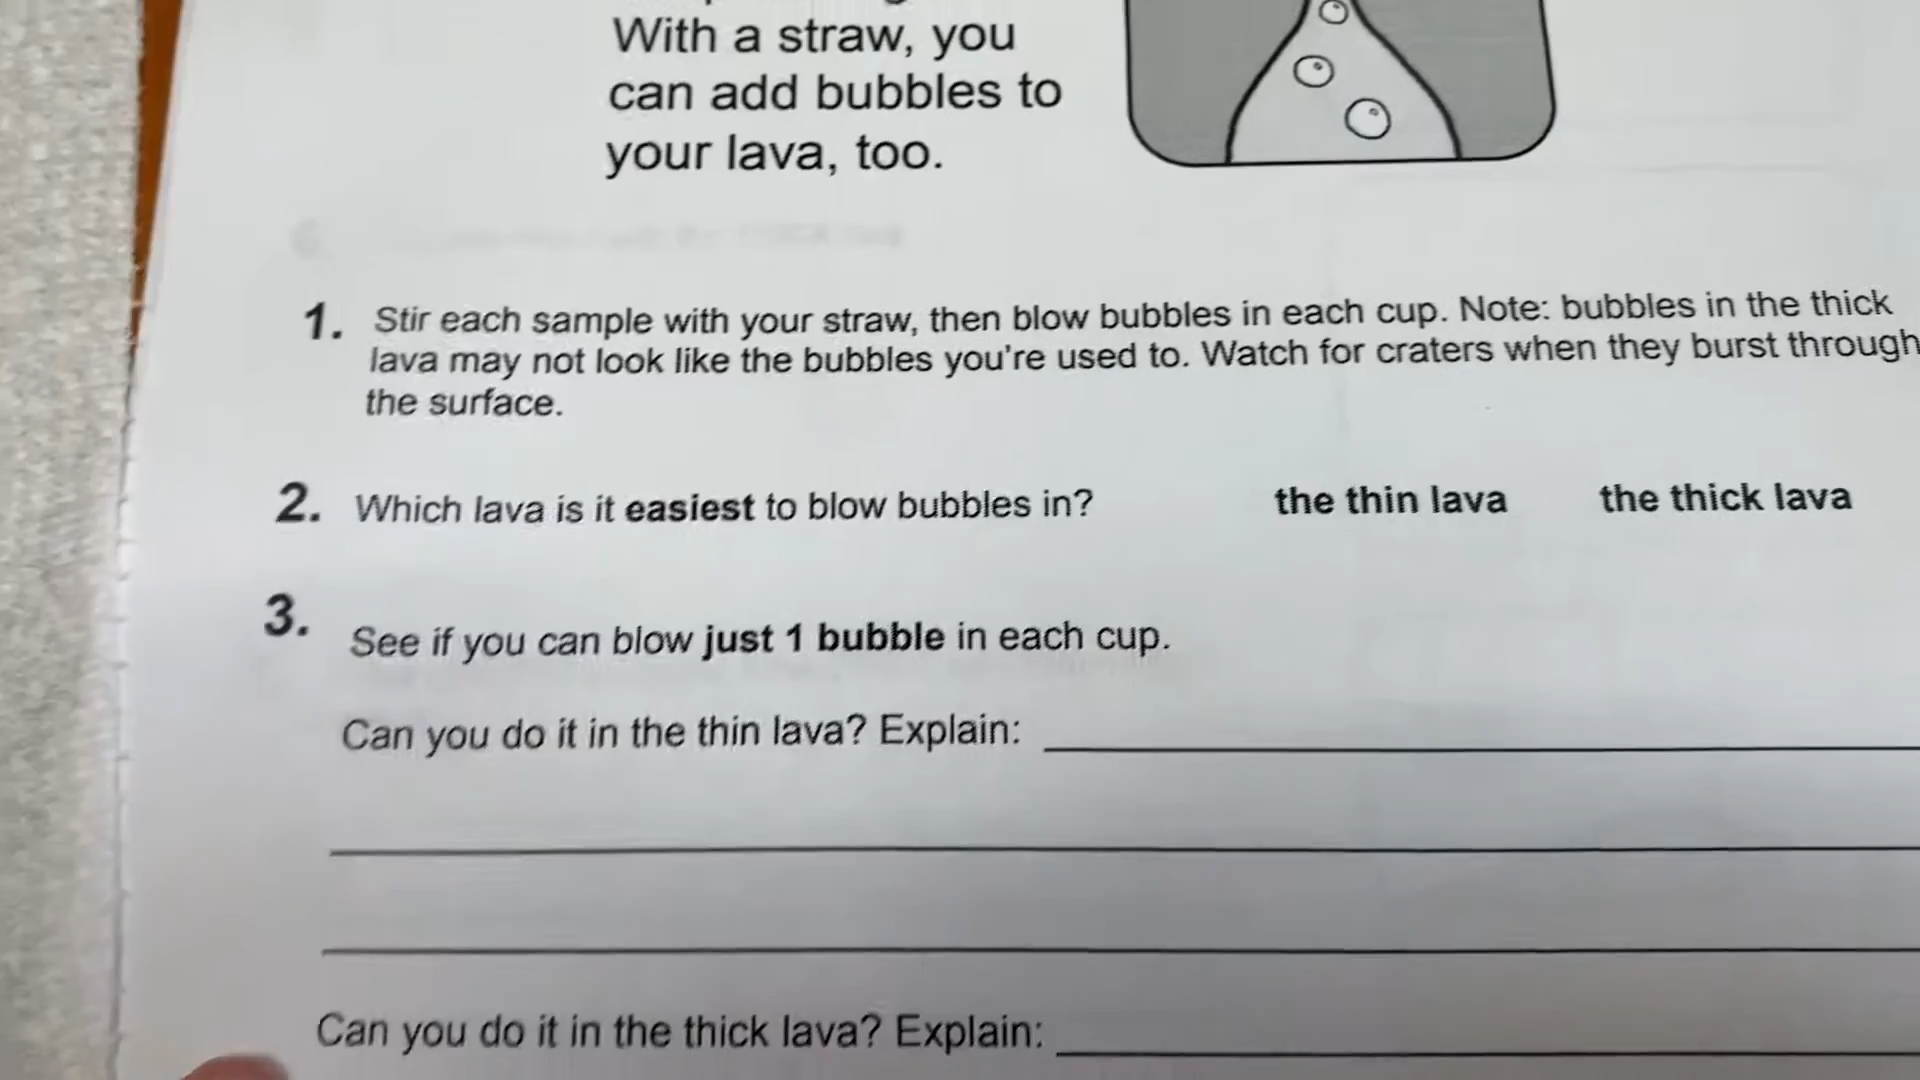 With a straw, you
can add bubbles to
your lava, too.
1. Stir each sample with your straw, then blow bubbles in each cup. Note: bubbles in the thick
lava may not look like the bubbles you're used to. Watch for craters when they burst through
the surface.
2. Which lava is it easiest to blow bubbles in? the thin lava the thick lava
3. See if you can blow just 1 bubble in each cup.
Can you do it in the thin lava? Explain:
Can you do it in the thick lava? Explain: